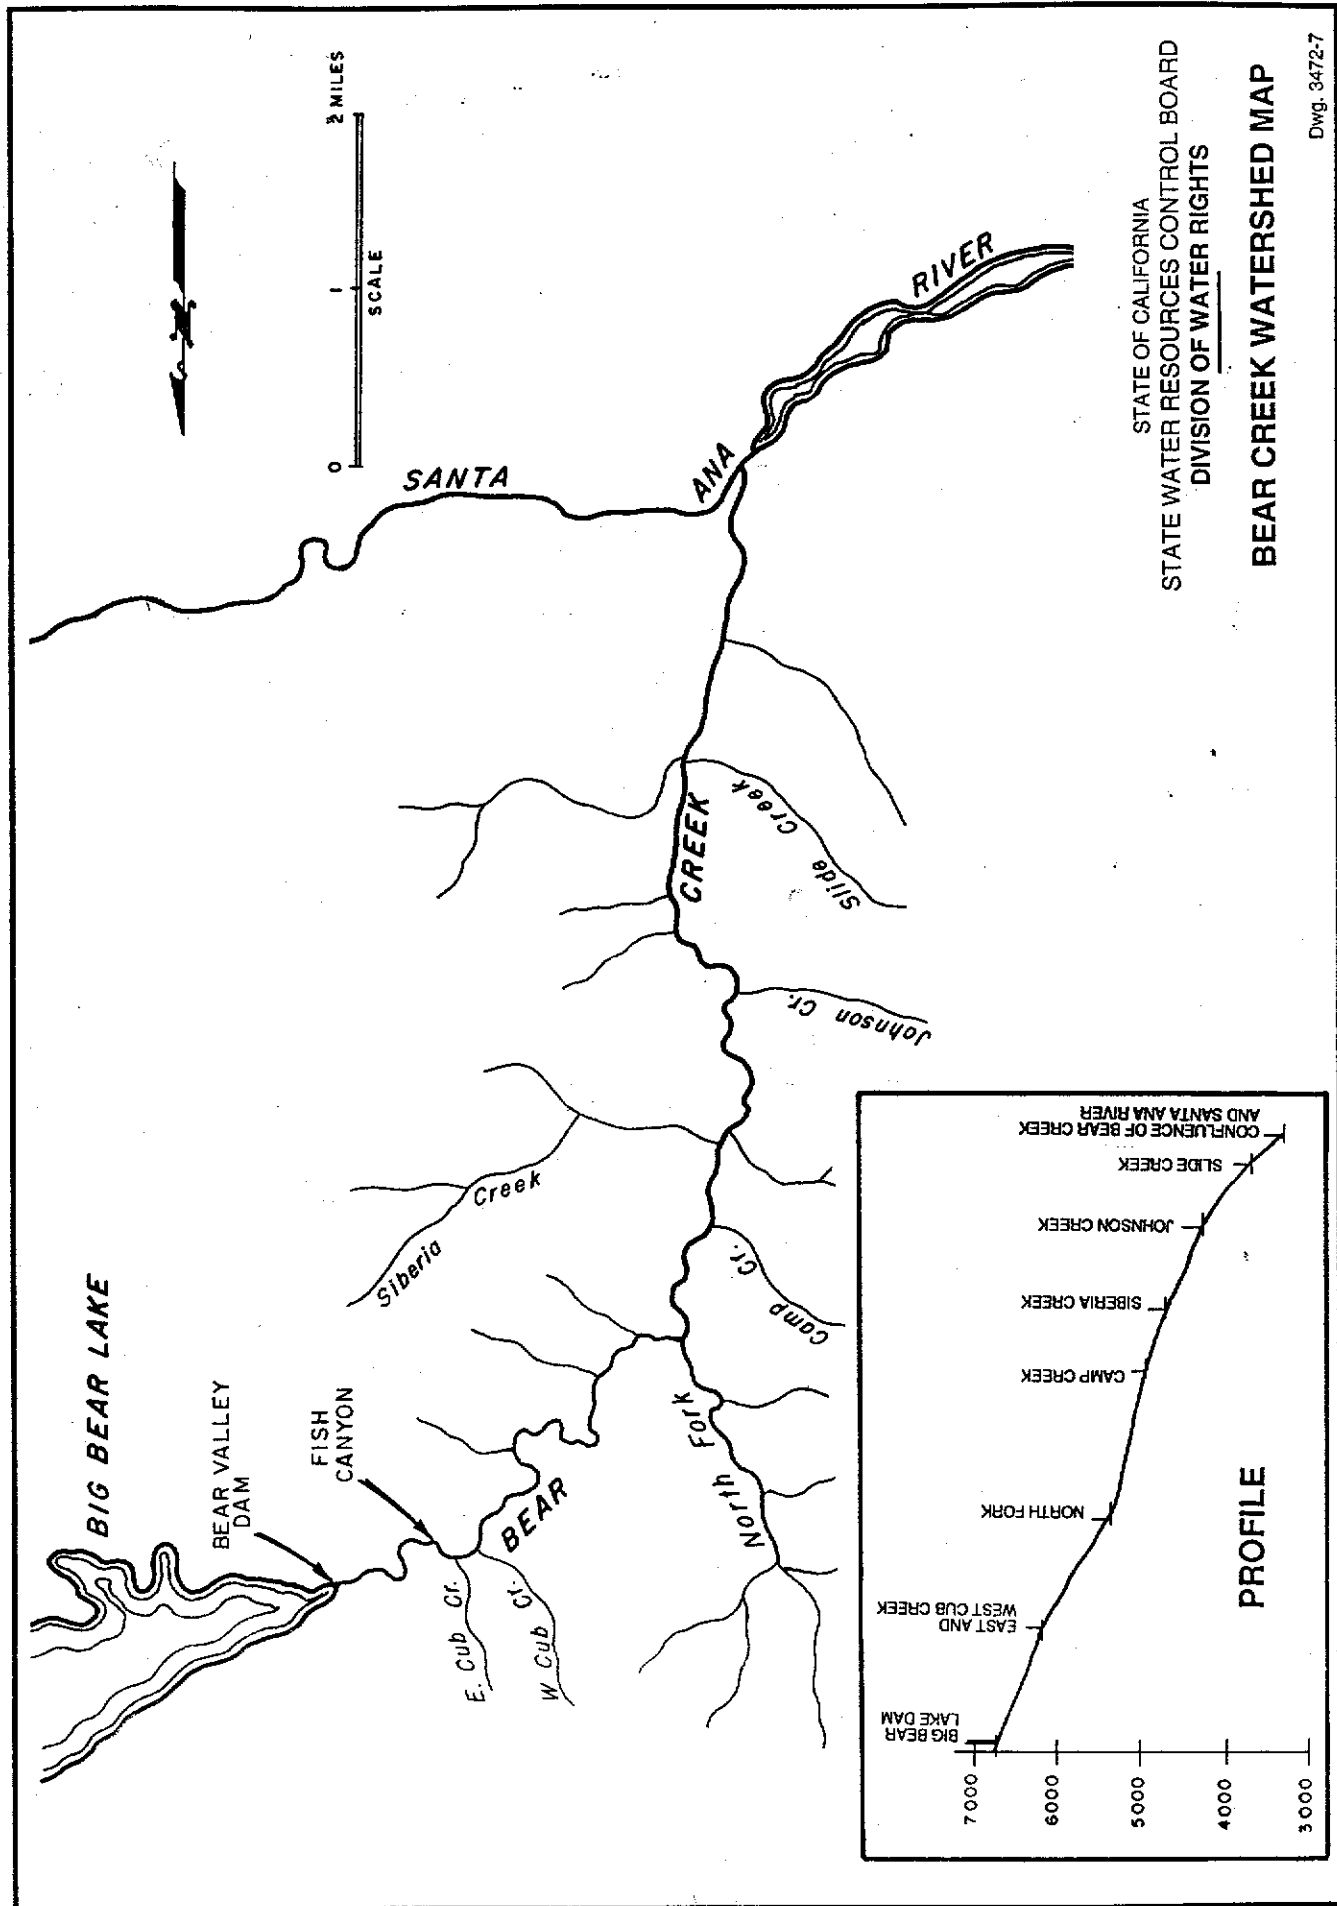 BIG BEAR LAKE
BEAR VALLEY
DAM
FISH
CANYON
E. Cub Cr.
W Cub Cr.
BEAR
North Fork
Siberia Creek
Camp Cr.
Johnson Cr.
CREEK
Slide Creek
SANTA ANA RIVER
0 1 2 MILES
SCALE
STATE OF CALIFORNIA
STATE WATER RESOURCES CONTROL BOARD
DIVISION OF WATER RIGHTS
BEAR CREEK WATERSHED MAP
Dwg. 3472-7
PROFILE
7000
6000
5000
4000
3000
BIG BEAR
LAKE DAM
EAST AND
WEST CUB CREEK
NORTH FORK
CAMP CREEK
SIBERIA CREEK
JOHNSON CREEK
SLIDE CREEK
CONFLUENCE OF BEAR CREEK
AND SANTA ANA RIVER